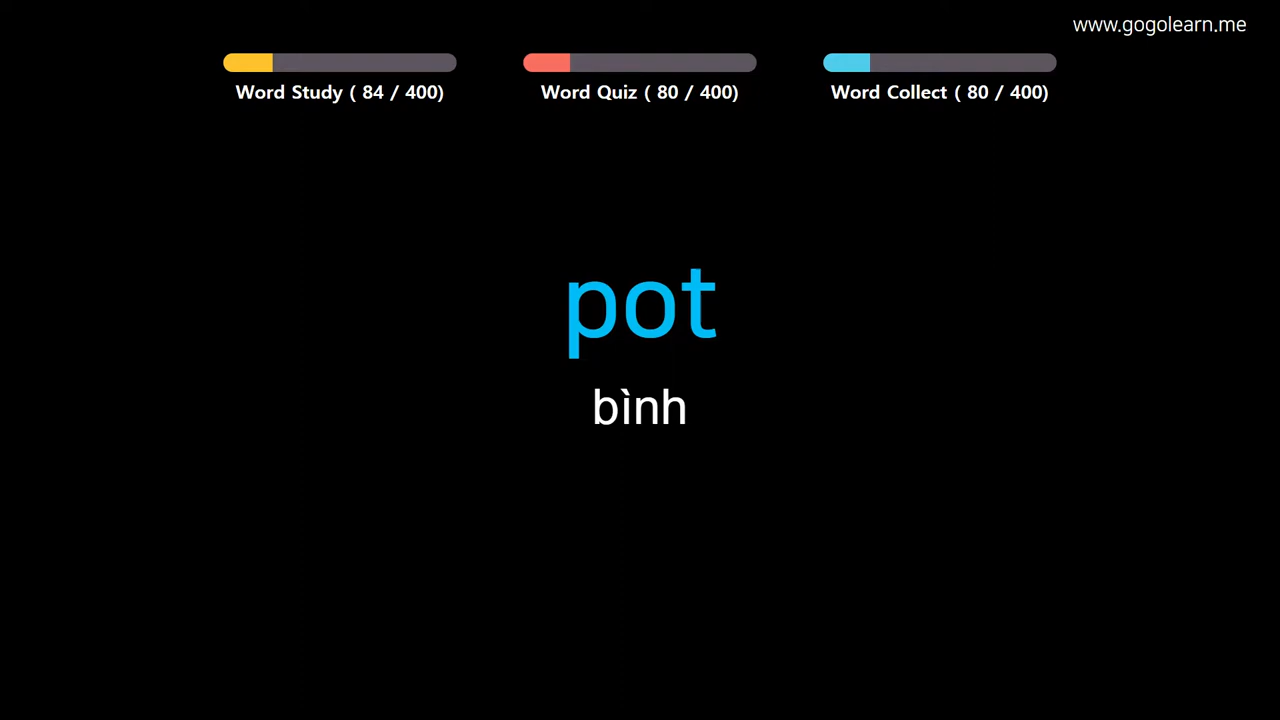 www.gogolearn.me
Word Study ( 84 / 400)
Word Quiz ( 80 / 400)
Word Collect ( 80 / 400)
pot
bình